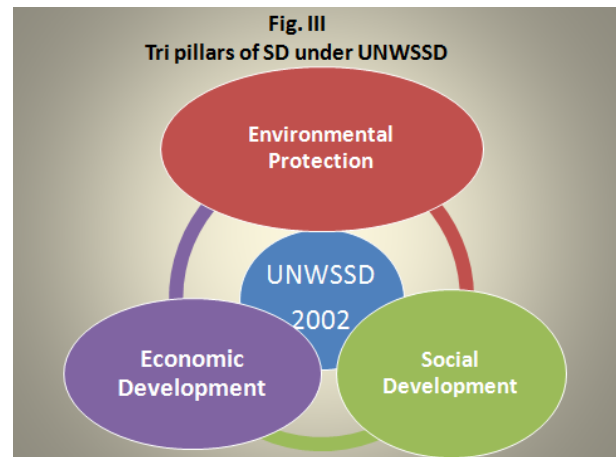 Fig. III
Tri pillars of SD under UNWSSD
Environmental
Protection
UNWSSD
2002
Economic
Development
Social
Development